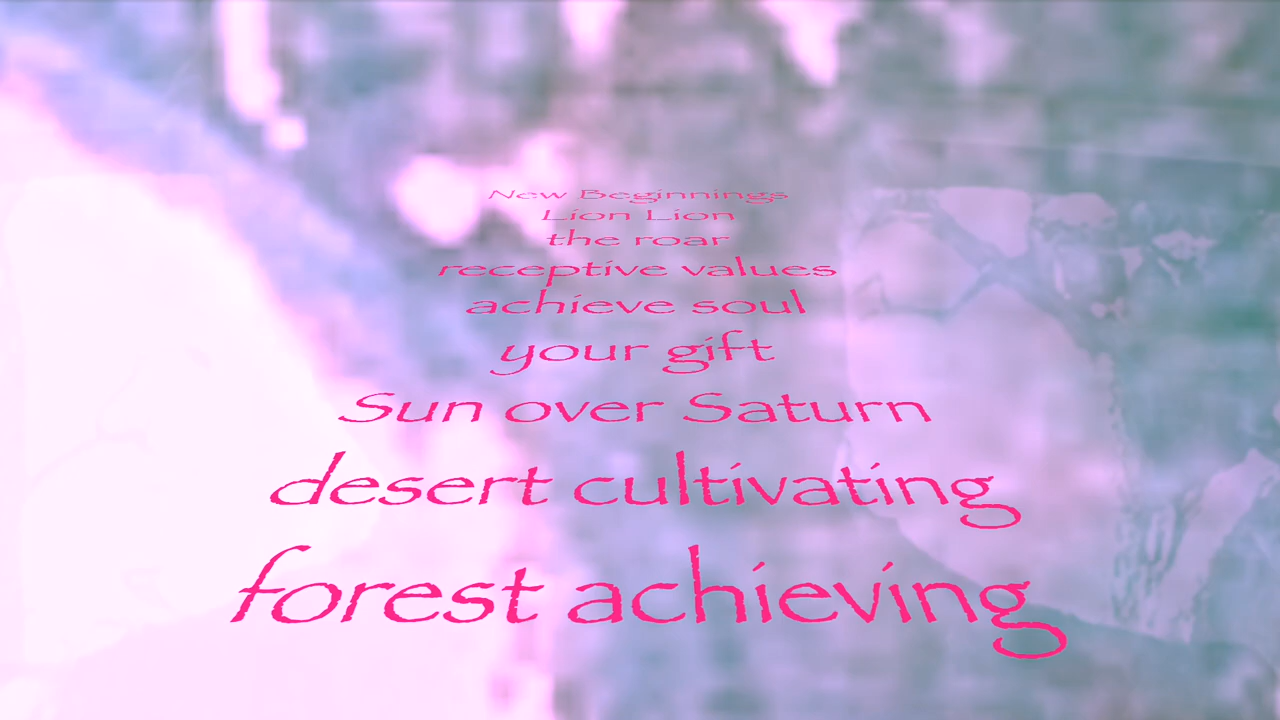 New Beginnings
Lion Lion
the roar
receptive values
achieve soul
your gift
Sun over Saturn
desert cultivating
forest achieving